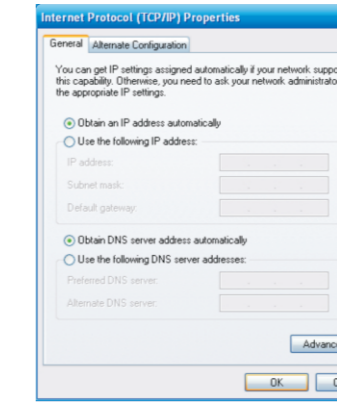 Internet Protocol (TCP/IP) Properties
General Alternate Configuration
You can get IP settings assigned automatically if your network suppo
this capability. Otherwise, you need to ask your network administrato
the appropriate IP settings.
Obtain an IP address automatically
Use the following IP address:
IP address:
Subnet mask:
Default gateway:
Obtain DNS server address automatically
Use the following DNS server addresses:
Preferred DNS server:
Alternate DNS server:
Advance
OK